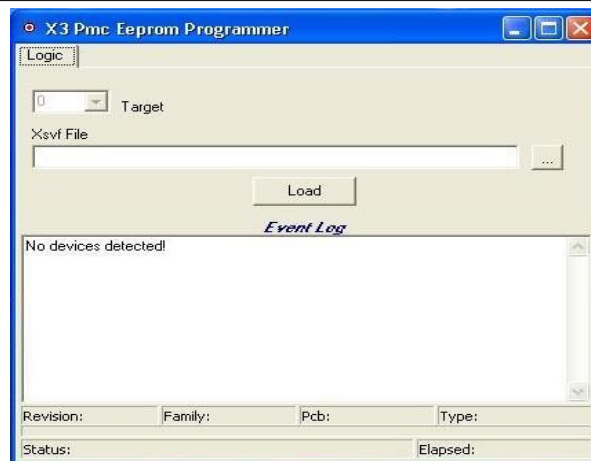 X3 Pmc Eeprom Programmer
Logic
0 Target
Xsvf File
...
Load
Event Log
No devices detected!
Revision: Family: Pcb: Type:
Status: Elapsed: